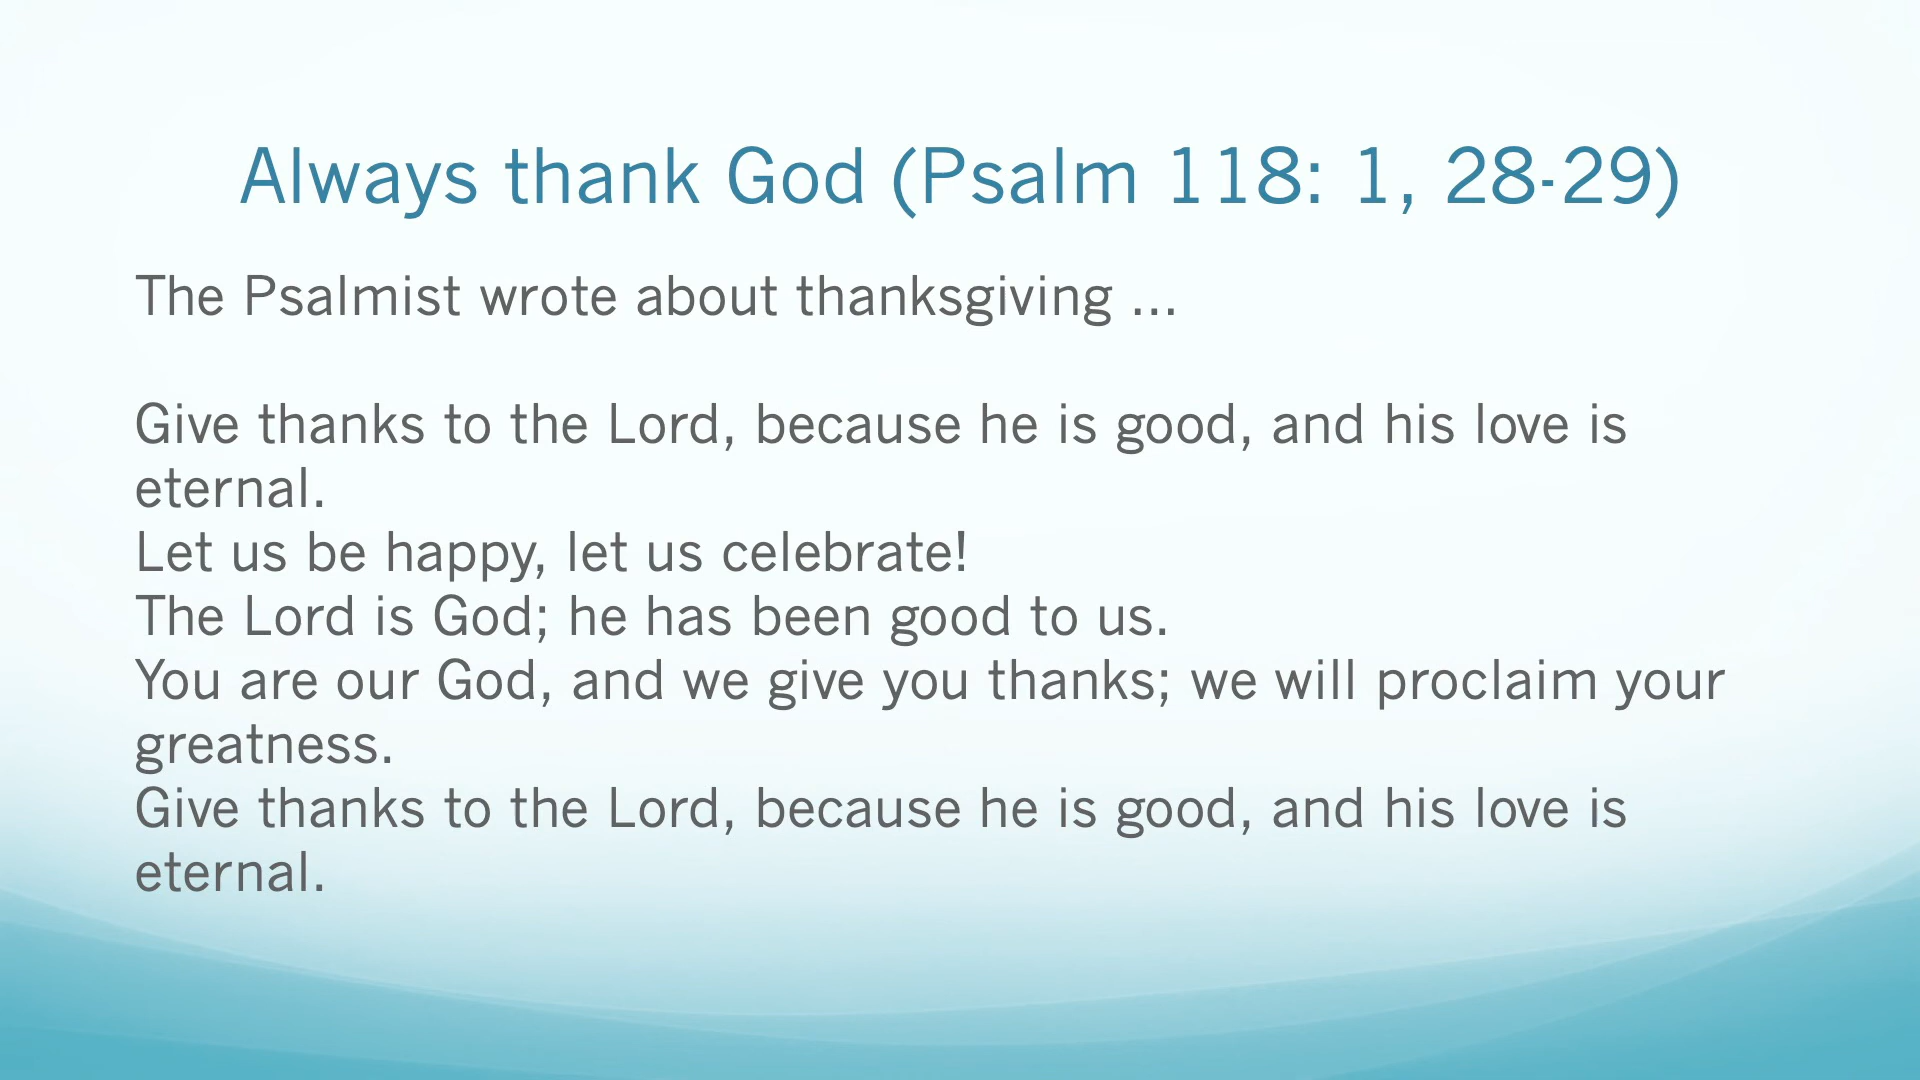 Always thank God (Psalm 118: 1, 28-29)
The Psalmist wrote about thanksgiving ...
Give thanks to the Lord, because he is good, and his love is
eternal.
Let us be happy, let us celebrate!
The Lord is God; he has been good to us.
You are our God, and we give you thanks; we will proclaim your
greatness.
Give thanks to the Lord, because he is good, and his love is
eternal.